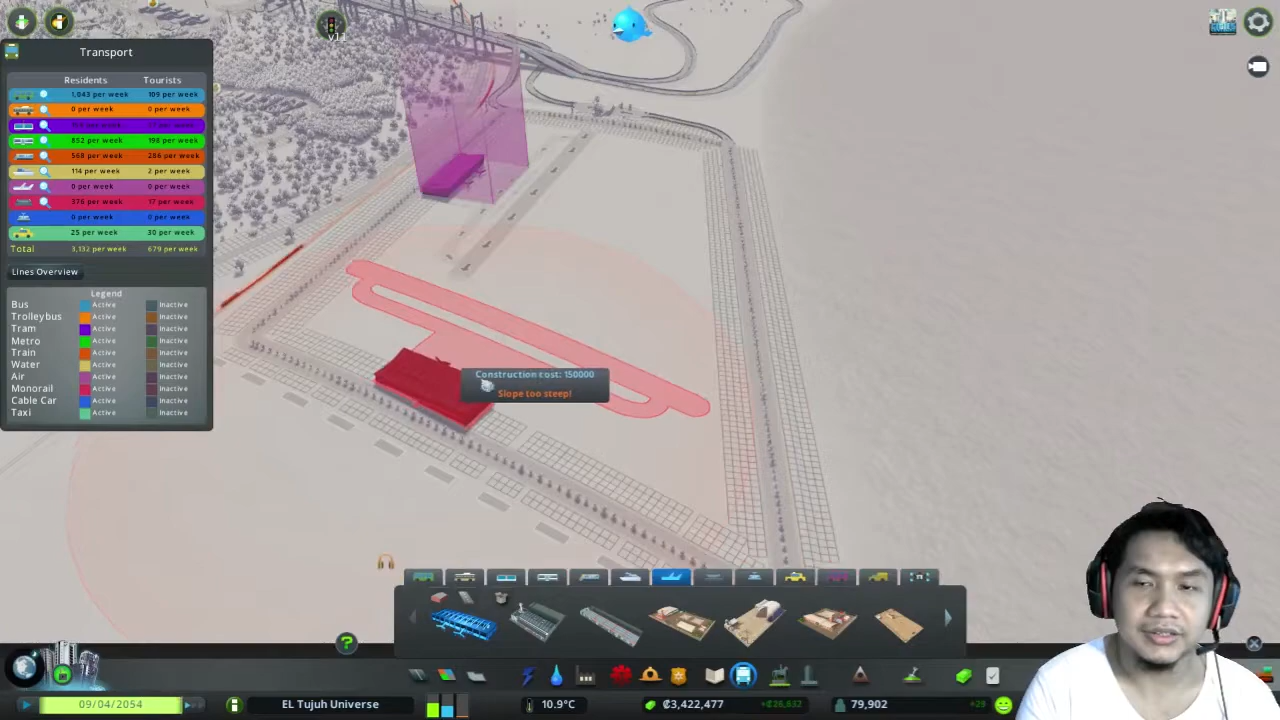 v11
Transport
Residents Tourists
1,043 per week 109 per week
0 per week 0 per week
852 per week 198 per week
568 per week 286 per week
114 per week 2 per week
0 per week 0 per week
376 per week 17 per week
0 per week 0 per week
25 per week 30 per week
Total 3,132 per week 679 per week
Lines Overview
Legend
Bus Active Inactive
Trolleybus Active Inactive
Tram Active Inactive
Metro Active Inactive
Train Active Inactive
Water Active Inactive
Air Active Inactive
Monorail Active Inactive
Cable Car Active Inactive
Taxi Active Inactive
Construction cost: 150000
Slope too steep!
?
09/04/2054
EL Tujuh Universe
10.9°C
₡3,422,477
+₡26,632
79,902
+29